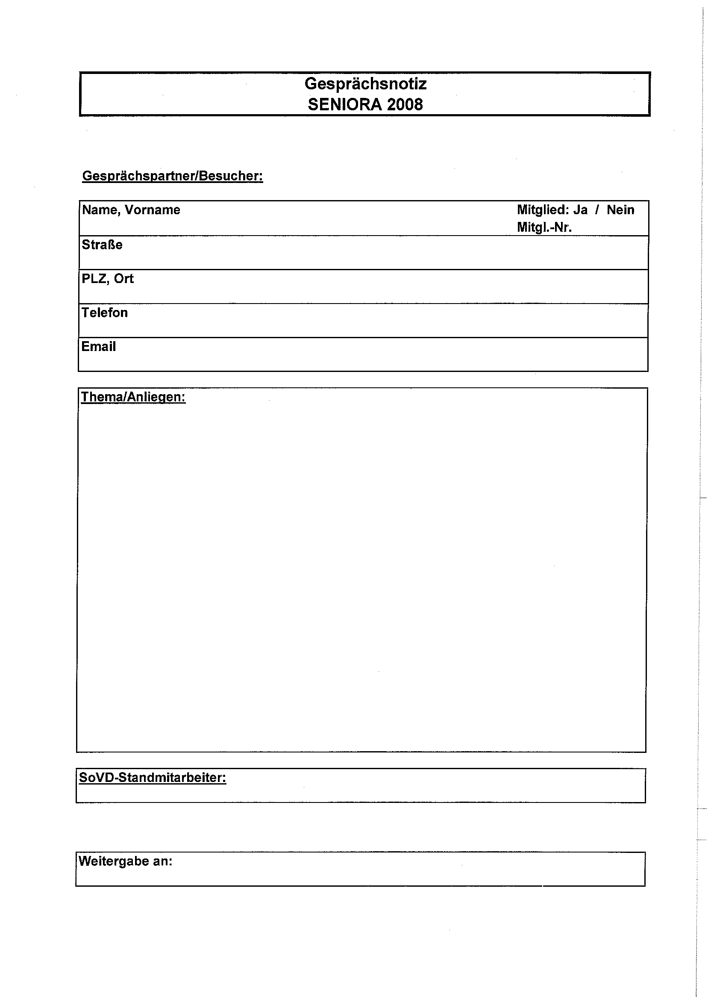 Gesprächsnotiz
SENIORA 2008
Gesprächspartner/Besucher:
Name, Vorname Mitglied: Ja / Nein
Mitgl.-Nr.
Straße
PLZ, Ort
Telefon
Email
Thema/Anliegen:
SoVD-Standmitarbeiter:
Weitergabe an: